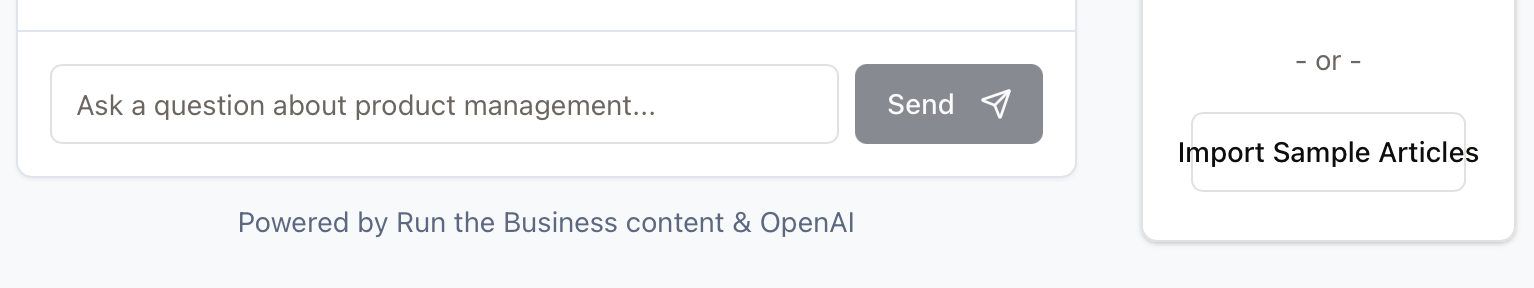 Ask a question about product management...
Send
Powered by Run the Business content & OpenAI
- or -
Import Sample Articles